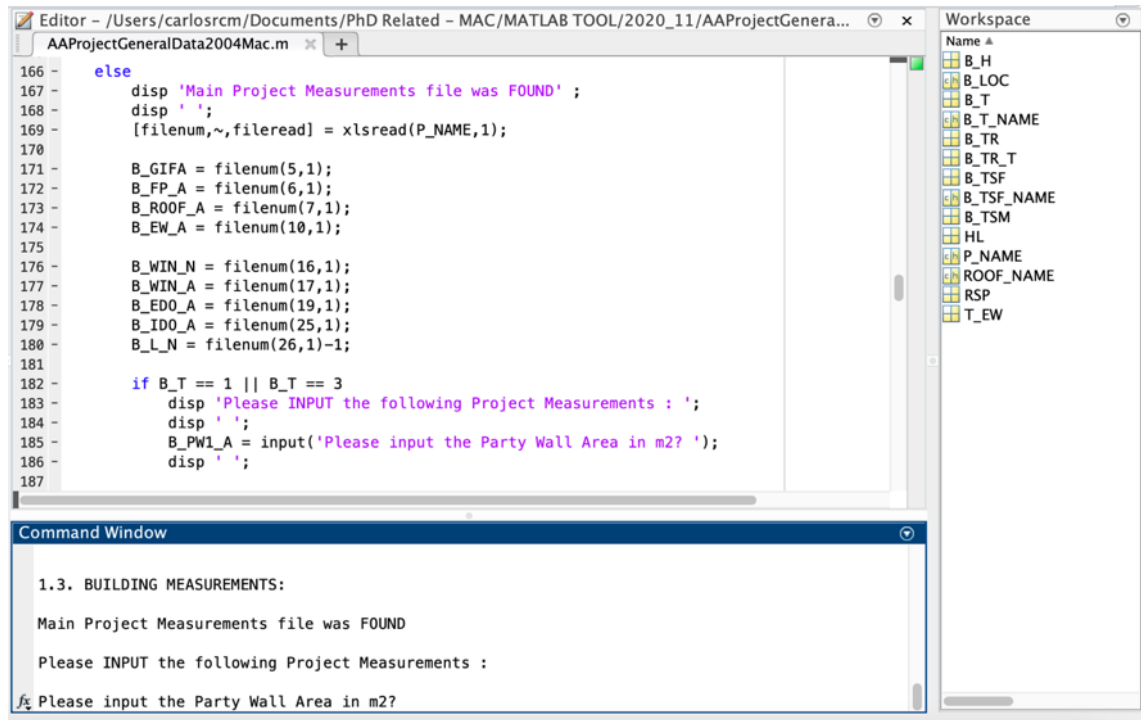 Editor – /Users/carlosrcm/Documents/PhD Related – MAC/MATLAB TOOL/2020_11/AAProjectGenera...
AAProjectGeneralData2004Mac.m × +
166 – else
167 – disp 'Main Project Measurements file was FOUND' ;
168 – disp ' ';
169 – [filenum,~,fileread] = xlsread(P_NAME,1);
170
171 – B_GIFA = filenum(5,1);
172 – B_FP_A = filenum(6,1);
173 – B_ROOF_A = filenum(7,1);
174 – B_EW_A = filenum(10,1);
175
176 – B_WIN_N = filenum(16,1);
177 – B_WIN_A = filenum(17,1);
178 – B_EDO_A = filenum(19,1);
179 – B_IDO_A = filenum(25,1);
180 – B_L_N = filenum(26,1)-1;
181
182 – if B_T == 1 || B_T == 3
183 – disp 'Please INPUT the following Project Measurements : ';
184 – disp ' ';
185 – B_PW1_A = input('Please input the Party Wall Area in m2? ');
186 – disp ' ';
187
Command Window
1.3. BUILDING MEASUREMENTS:
Main Project Measurements file was FOUND
Please INPUT the following Project Measurements :
fx Please input the Party Wall Area in m2?
Workspace
Name
B_H
B_LOC
B_T
B_T_NAME
B_TR
B_TR_T
B_TSF
B_TSF_NAME
B_TSM
HL
P_NAME
ROOF_NAME
RSP
T_EW